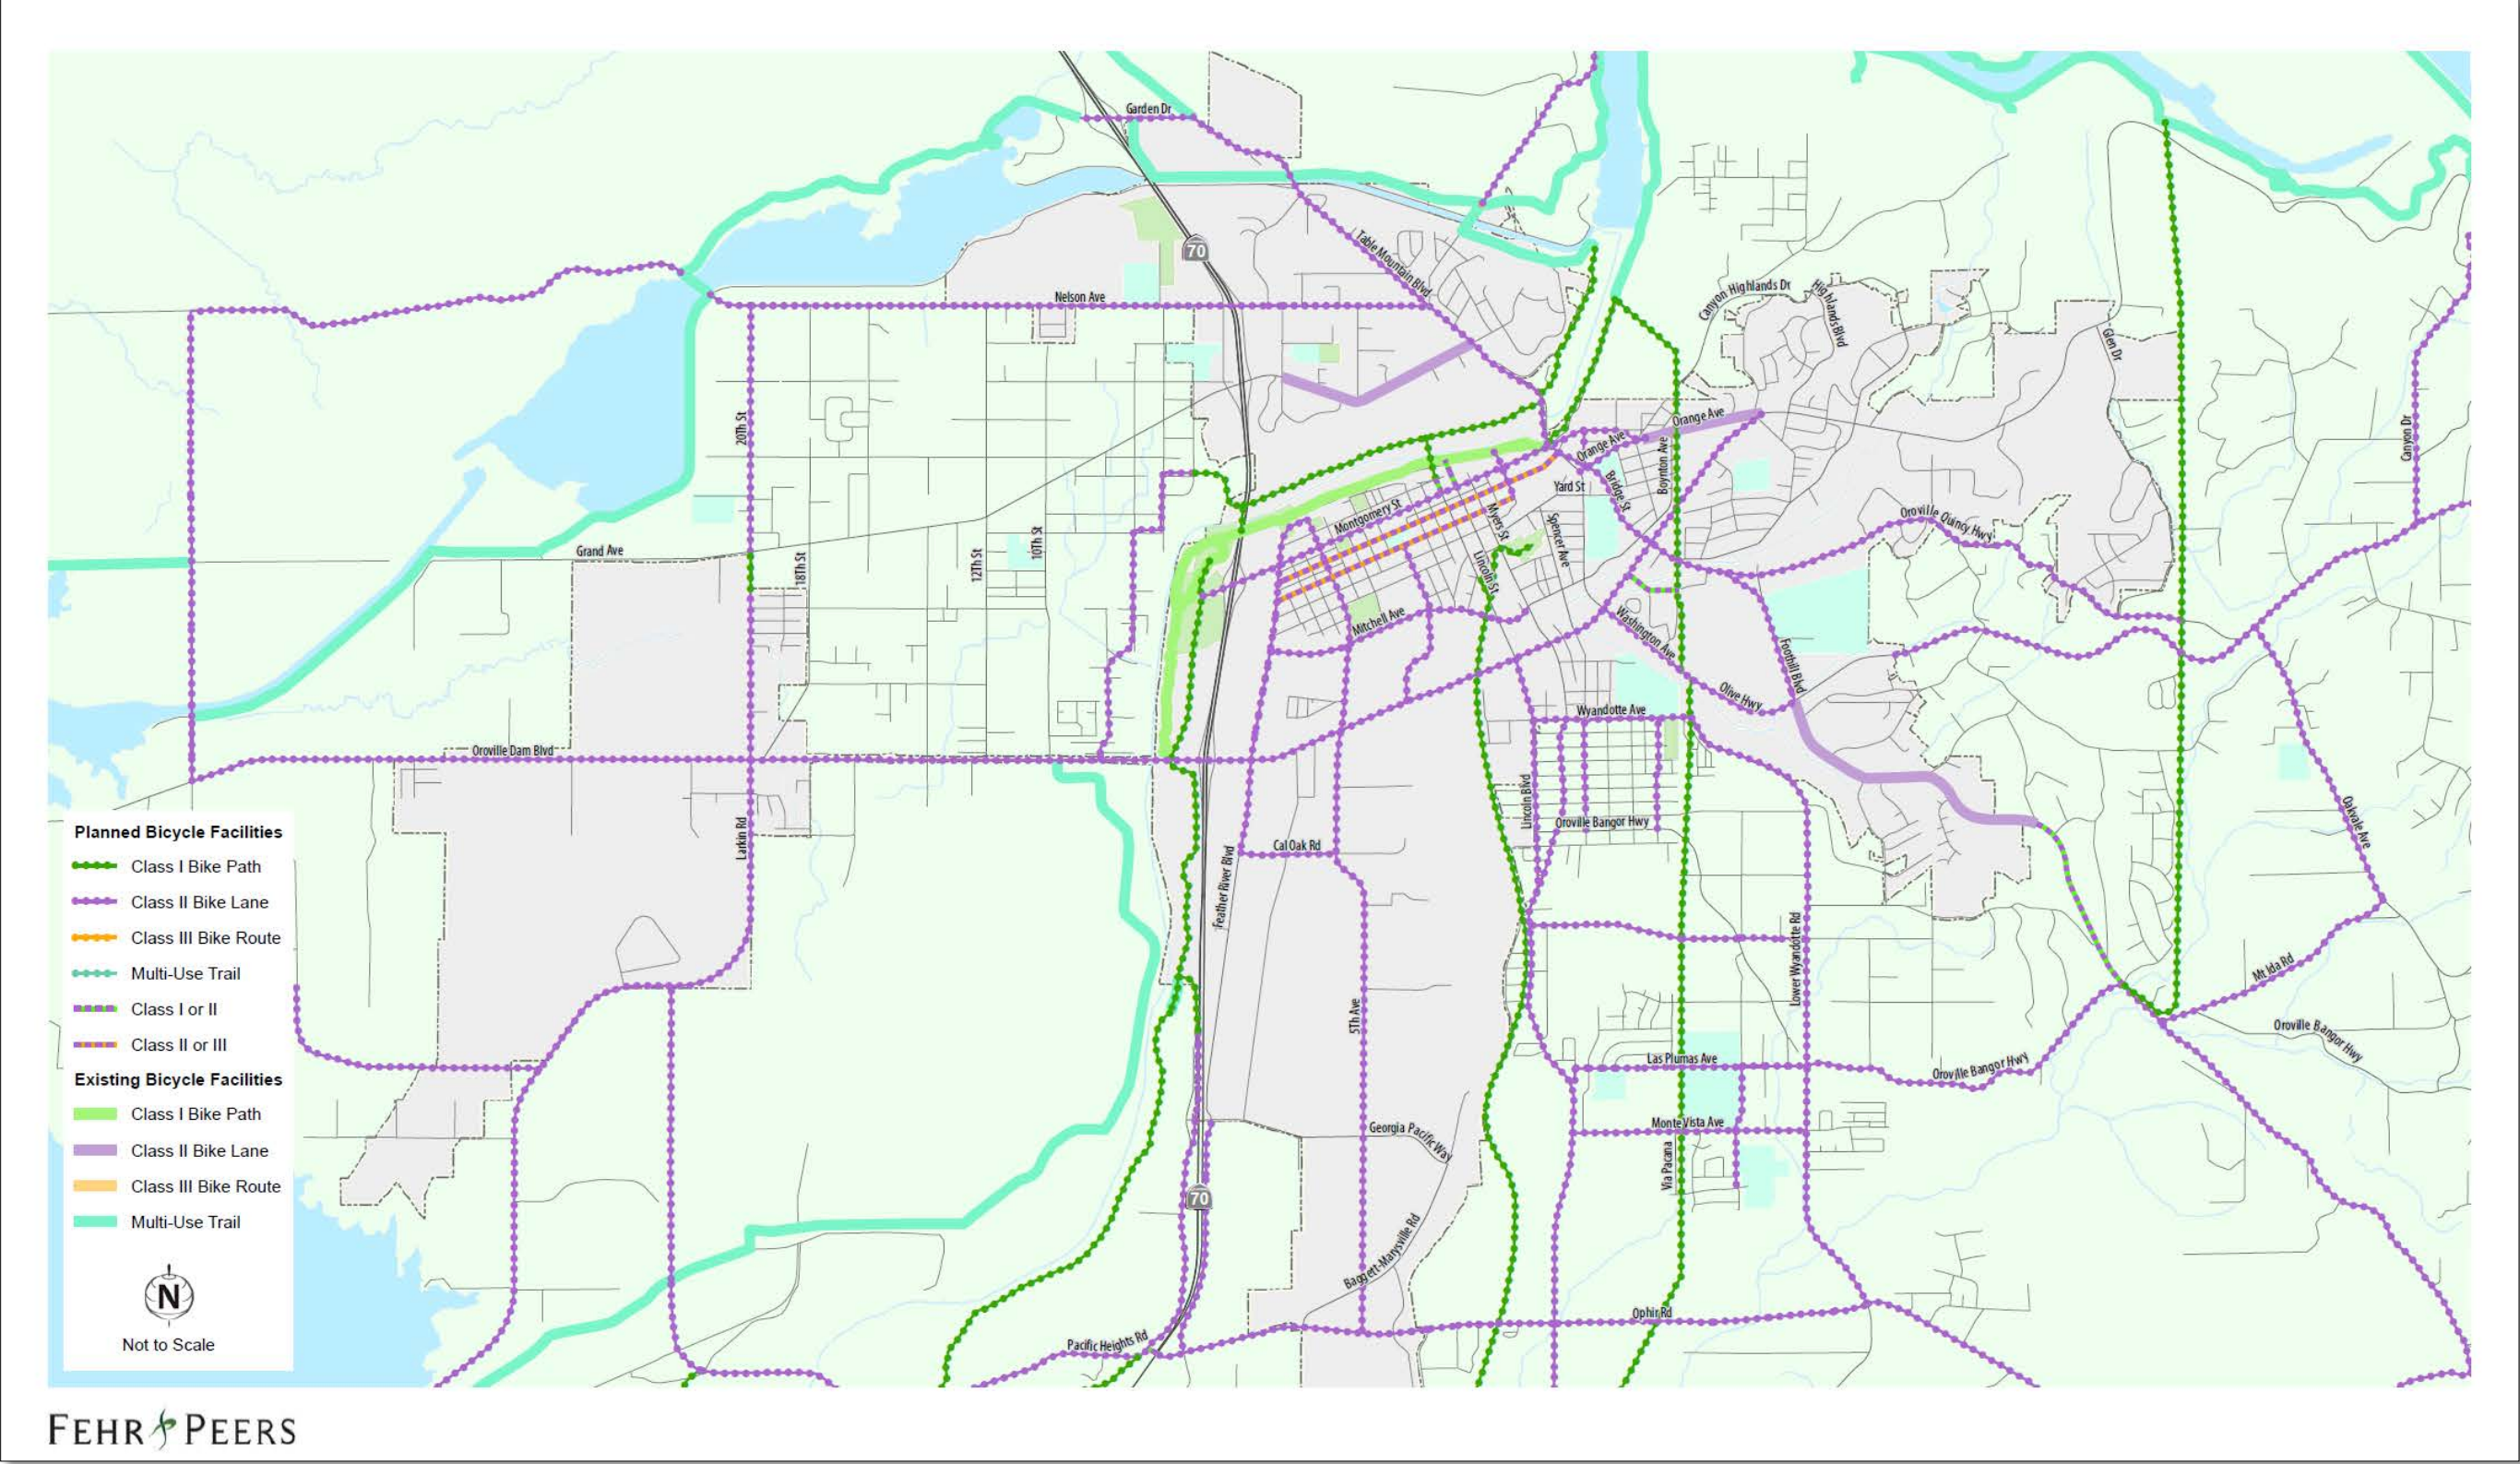 Garden Dr
70
Table Mountain Blvd
Nelson Ave
Canyon Highlands Dr
Highlands Blvd
Glen Dr
20Th St
Orange Ave
Orange Ave
Canyon Dr
Boynton Ave
Bridge St
Yard St
Montgomery St
Myers St
Spencer Ave
Oroville Quincy Hwy
Grand Ave
18Th St
12Th St
10Th St
Lincoln St
Mitchell Ave
Washington Ave
Foothill Blvd
Olive Hwy
Wyandotte Ave
Oroville Dam Blvd
Lincoln Blvd
Oroville Bangor Hwy
Oakvale Ave
Larkin Rd
Cal Oak Rd
Feather River Blvd
Lower Wyandotte Rd
Mt Ida Rd
5Th Ave
Oroville Bangor Hwy
Las Plumas Ave
Oroville Bangor Hwy
Monte Vista Ave
Georgia Pacific Way
Via Pacana
70
Baggett-Marysville Rd
Ophir Rd
Pacific Heights Rd
Planned Bicycle Facilities
Class I Bike Path
Class II Bike Lane
Class III Bike Route
Multi-Use Trail
Class I or II
Class II or III
Existing Bicycle Facilities
Class I Bike Path
Class II Bike Lane
Class III Bike Route
Multi-Use Trail
N
Not to Scale
FEHR PEERS